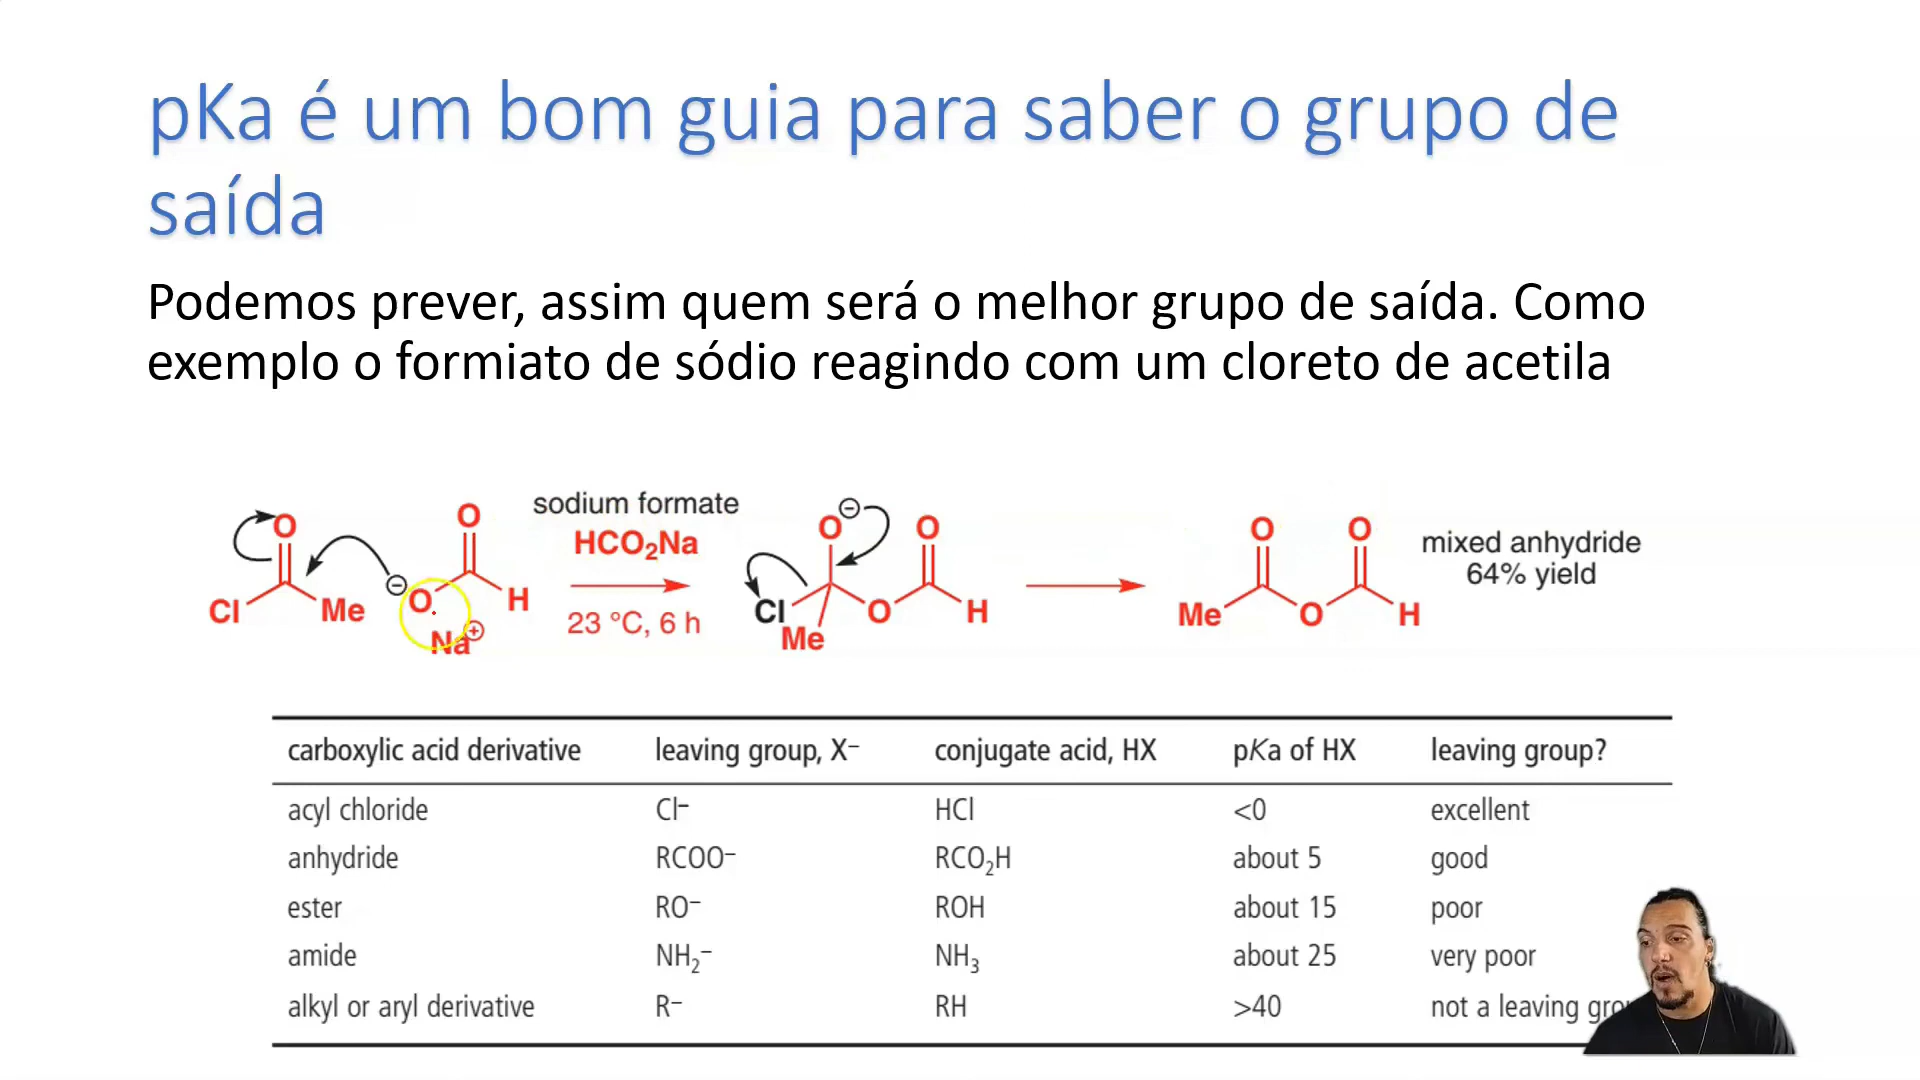 pKa é um bom guia para saber o grupo de
saída
Podemos prever, assim quem será o melhor grupo de saída. Como
exemplo o formiato de sódio reagindo com um cloreto de acetila
sodium formate
HCO₂Na
23 °C, 6 h
O
Cl
Me
⊖
O
O
H
Na⊕
O⊖
O
Cl
Me
O
H
O
O
Me
O
H
mixed anhydride
64% yield
carboxylic acid derivative leaving group, X⁻ conjugate acid, HX pKa of HX leaving group?
acyl chloride Cl⁻ HCl <0 excellent
anhydride RCOO⁻ RCO₂H about 5 good
ester RO⁻ ROH about 15 poor
amide NH₂⁻ NH₃ about 25 very poor
alkyl or aryl derivative R⁻ RH >40 not a leaving